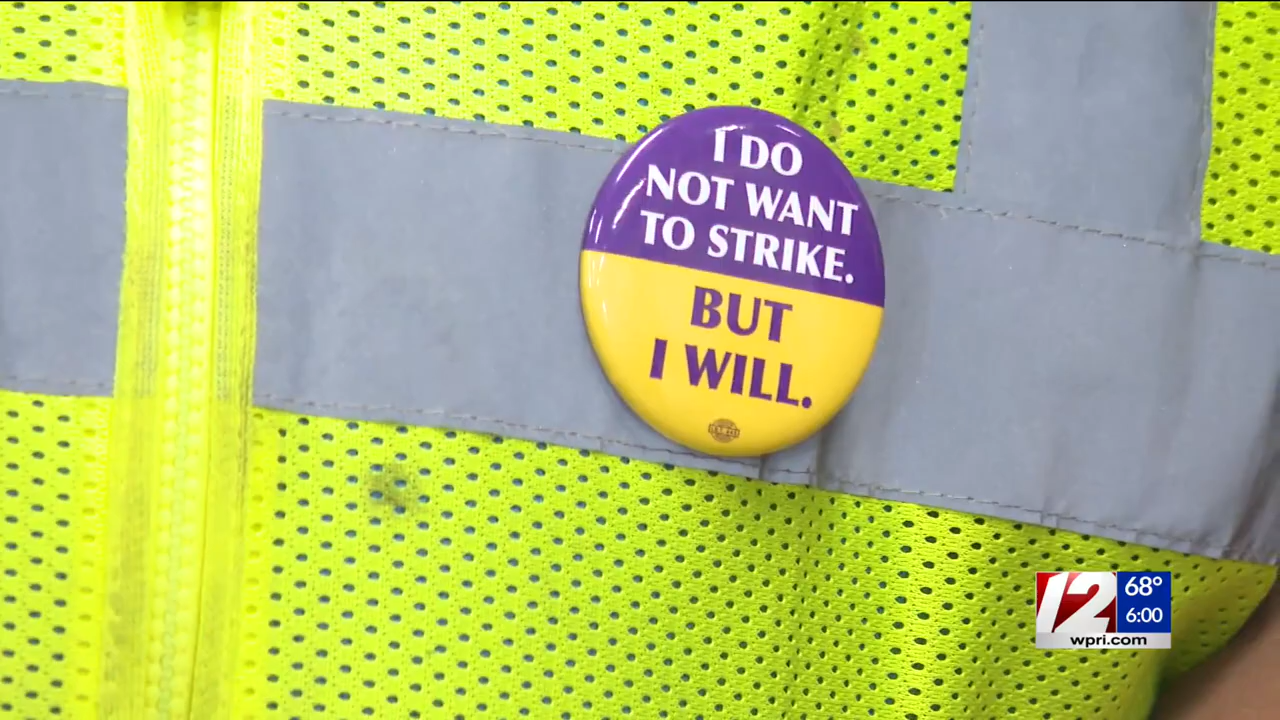 I DO
NOT WANT
TO STRIKE.
BUT
I WILL.
12
68°
6:00
wpri.com